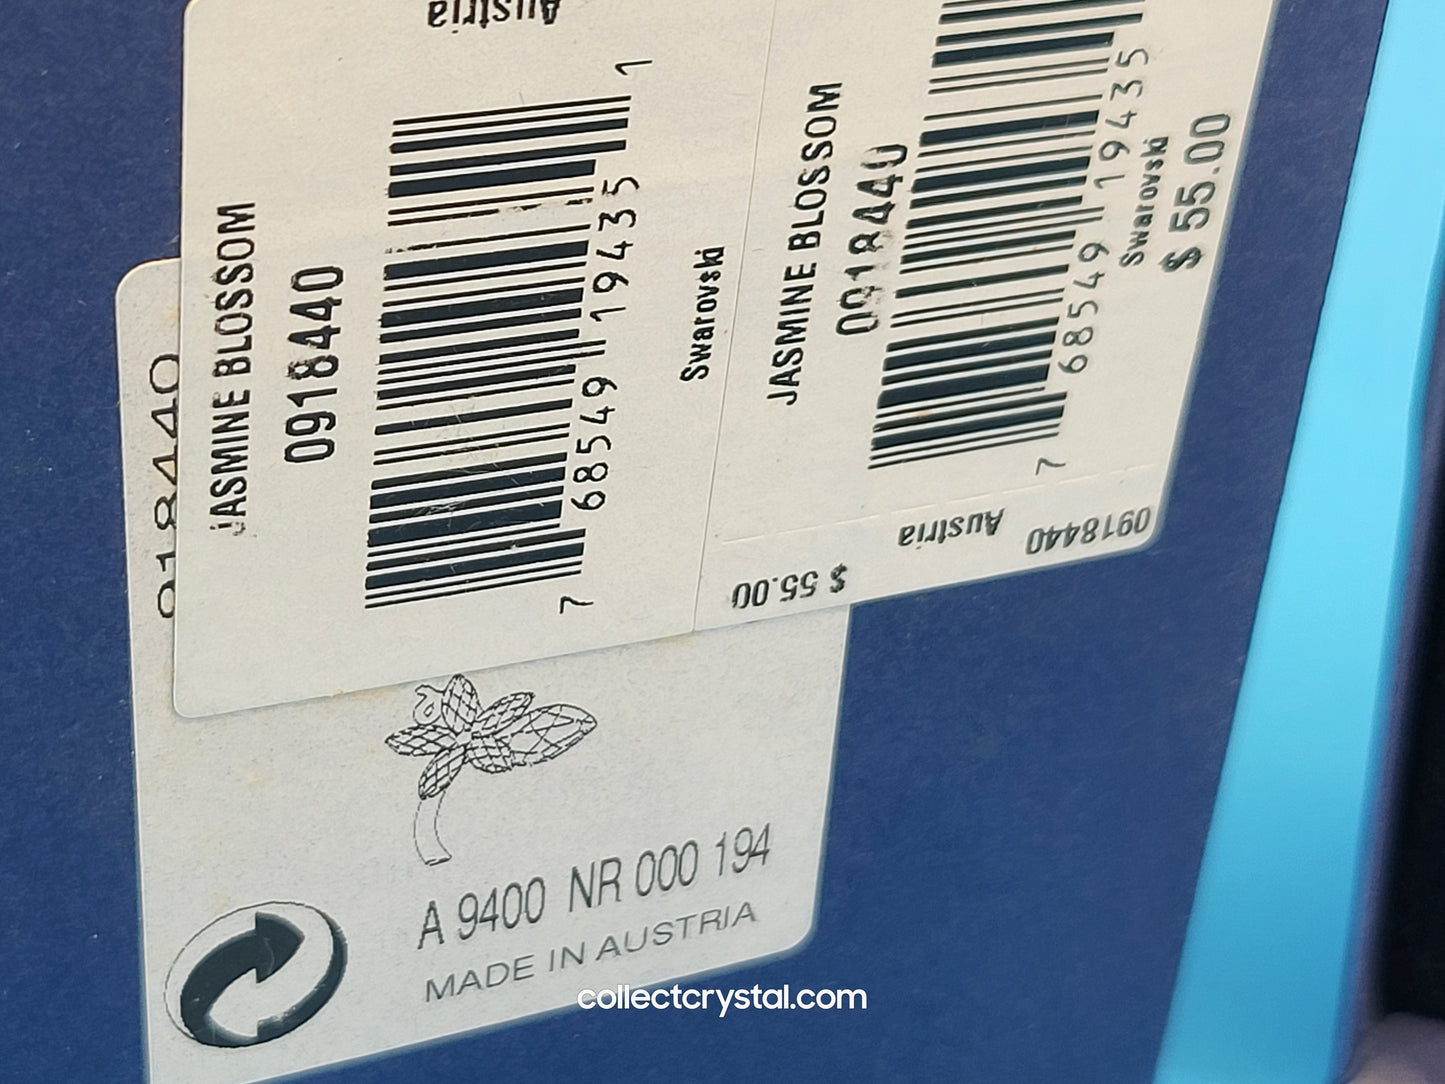 Austria
JASMINE BLOSSOM
0918440
7 68549 19435 1
Swarovski
JASMINE BLOSSOM
0918440
7 68549 19435
Swarovski
$ 55.00
Austria
0918440
$ 55.00
0918440
A 9400 NR 000 194
MADE IN AUSTRIA
collectcrystal.com